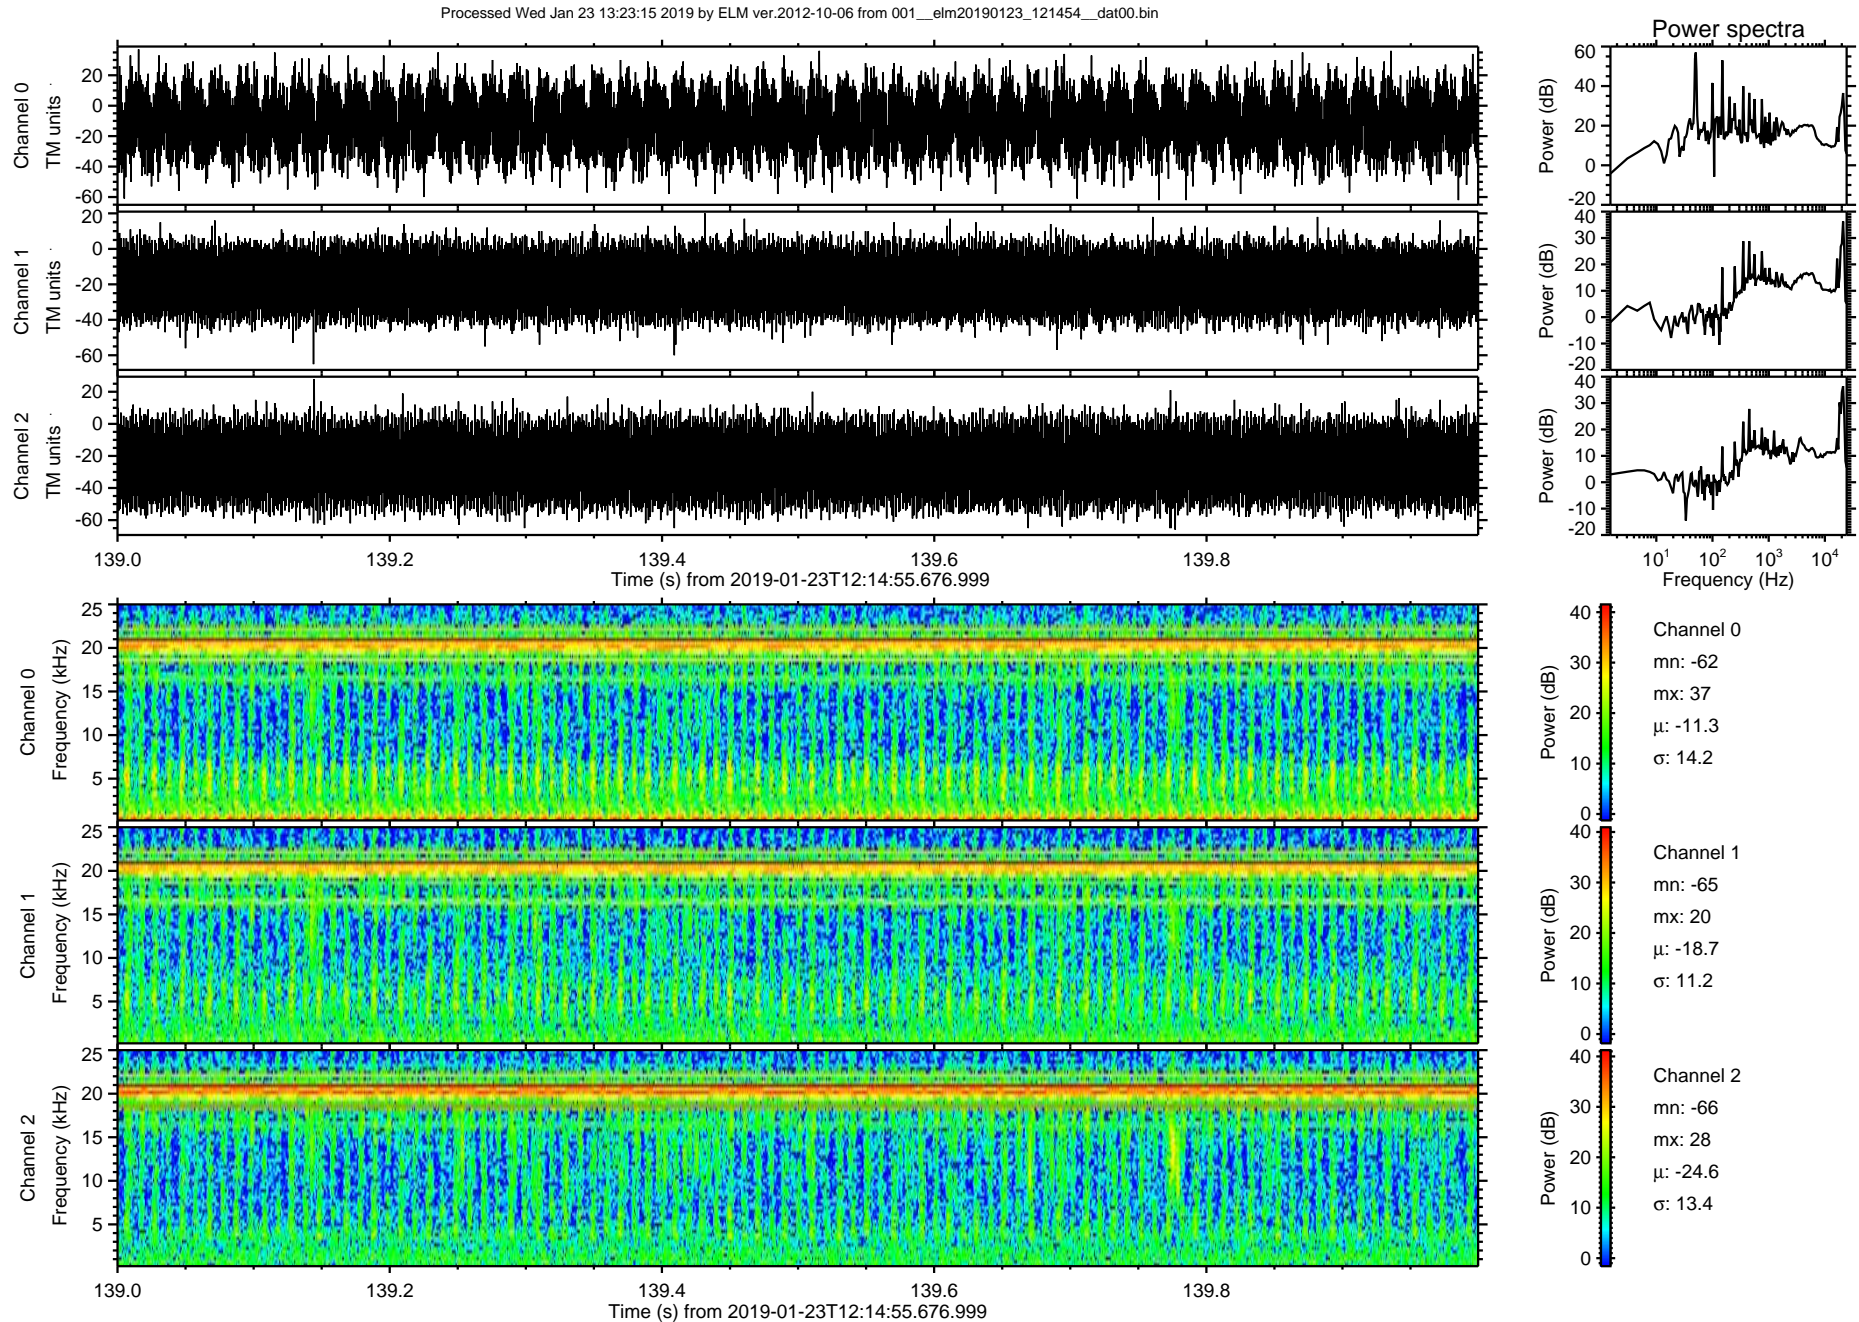 Processed Wed Jan 23 13:23:15 2019 by ELM ver.2012-10-06 from 001__elm20190123_121454__dat00.bin
Power spectra
Channel 0
TM units
20
0
-20
-40
-60
Power (dB)
60
40
20
0
-20
Channel 1
TM units
20
0
-20
-40
-60
Power (dB)
40
30
20
10
0
-10
-20
Channel 2
TM units
20
0
-20
-40
-60
Power (dB)
40
30
20
10
0
-10
-20
139.0 139.2 139.4 139.6 139.8
Time (s) from 2019-01-23T12:14:55.676.999
10^1 10^2 10^3 10^4
Frequency (Hz)
Channel 0
Frequency (kHz)
25
20
15
10
5
Power (dB)
40
30
20
10
0
Channel 0
mn: -62
mx: 37
μ: -11.3
σ: 14.2
Channel 1
Frequency (kHz)
25
20
15
10
5
Power (dB)
40
30
20
10
0
Channel 1
mn: -65
mx: 20
μ: -18.7
σ: 11.2
Channel 2
Frequency (kHz)
25
20
15
10
5
Power (dB)
40
30
20
10
0
Channel 2
mn: -66
mx: 28
μ: -24.6
σ: 13.4
139.0 139.2 139.4 139.6 139.8
Time (s) from 2019-01-23T12:14:55.676.999